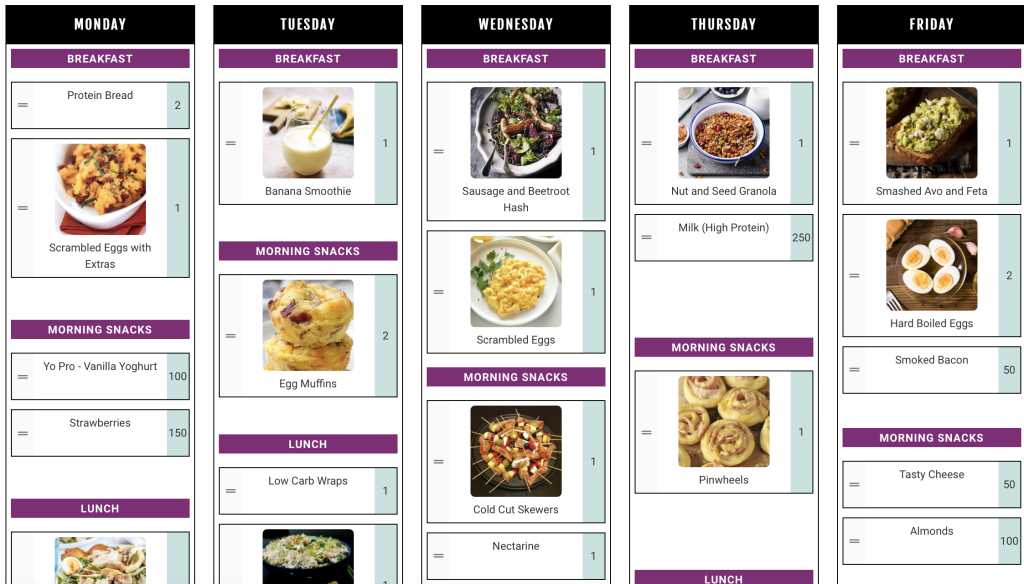 MONDAY
BREAKFAST
Protein Bread
2
1
Scrambled Eggs with
Extras
MORNING SNACKS
Yo Pro - Vanilla Yoghurt
100
Strawberries
150
LUNCH
TUESDAY
BREAKFAST
1
Banana Smoothie
MORNING SNACKS
2
Egg Muffins
LUNCH
Low Carb Wraps
1
1
WEDNESDAY
BREAKFAST
1
Sausage and Beetroot
Hash
1
Scrambled Eggs
MORNING SNACKS
1
Cold Cut Skewers
Nectarine
1
THURSDAY
BREAKFAST
1
Nut and Seed Granola
Milk (High Protein)
250
MORNING SNACKS
1
Pinwheels
LUNCH
FRIDAY
BREAKFAST
1
Smashed Avo and Feta
2
Hard Boiled Eggs
Smoked Bacon
50
MORNING SNACKS
Tasty Cheese
50
Almonds
100